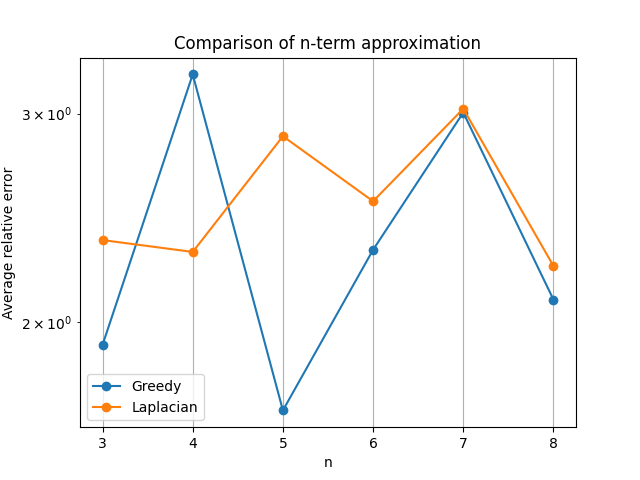 Comparison of n-term approximation
Average relative error
3 × 10⁰
2 × 10⁰
Greedy
Laplacian
3 4 5 6 7 8
n